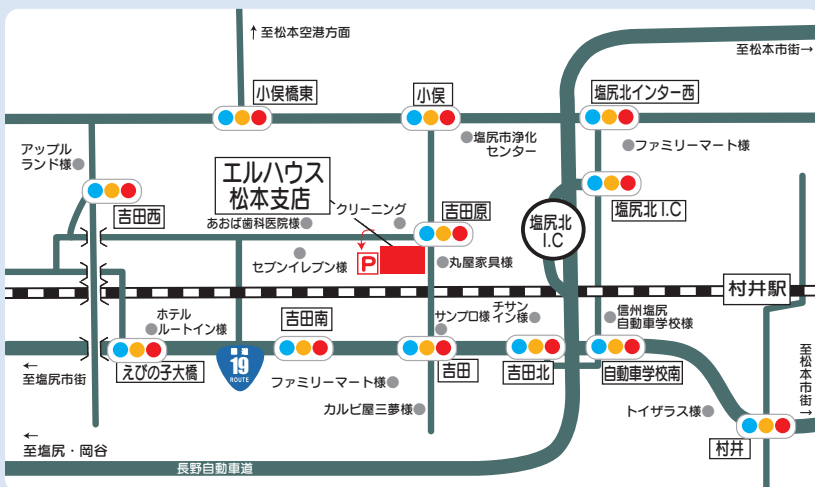 ↑至松本空港方面
至松本市街→
小俣橋東
小俣
塩尻北インター西
アップル
ランド様
塩尻市浄化
センター
ファミリーマート様
エルハウス
松本支店
クリーニング
吉田西
あおば歯科医院様
吉田原
塩尻北
I.C
塩尻北 I.C
P
セブンイレブン様
丸屋家具様
村井駅
ホテル
ルートイン様
吉田南
サンプロ様
チサン
イン様
信州塩尻
自動車学校様
←
至塩尻市街
えびの子大橋
国道
19
ROUTE
ファミリーマート様
吉田
吉田北
自動車学校南
至松本市街→
カルビ屋三夢様
トイザラス様
村井
←
至塩尻・岡谷
長野自動車道